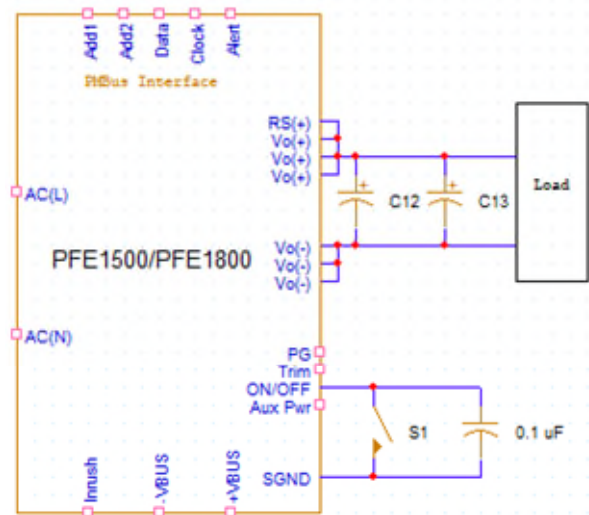 Add1 Add2 Data Clock Alert
PMBus Interface
RS(+)
Vo(+)
Vo(+)
Vo(+)
AC(L)
C12
C13
Load
Vo(-)
Vo(-)
Vo(-)
PFE1500/PFE1800
AC(N)
PG
Trim
ON/OFF
Aux Pwr
S1
0.1 uF
SGND
Inrush -VBUS +VBUS